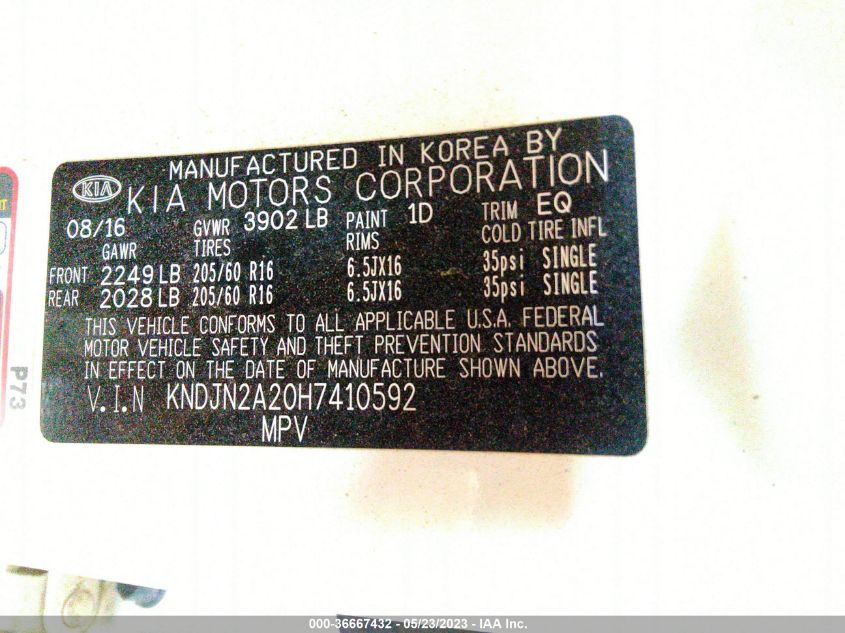 MANUFACTURED IN KOREA BY
KIA KIA MOTORS CORPORATION
08/16 GVWR 3902 LB PAINT 1D TRIM EQ
GAWR TIRES RIMS COLD TIRE INFL
FRONT 2249 LB 205/60 R16 6.5JX16 35psi SINGLE
REAR 2028 LB 205/60 R16 6.5JX16 35psi SINGLE
THIS VEHICLE CONFORMS TO ALL APPLICABLE U.S.A. FEDERAL
MOTOR VEHICLE SAFETY AND THEFT PREVENTION STANDARDS
IN EFFECT ON THE DATE OF MANUFACTURE SHOWN ABOVE.
V.I.N KNDJN2A20H7410592
MPV
P73
000-36667432 - 05/23/2023 - IAA Inc.